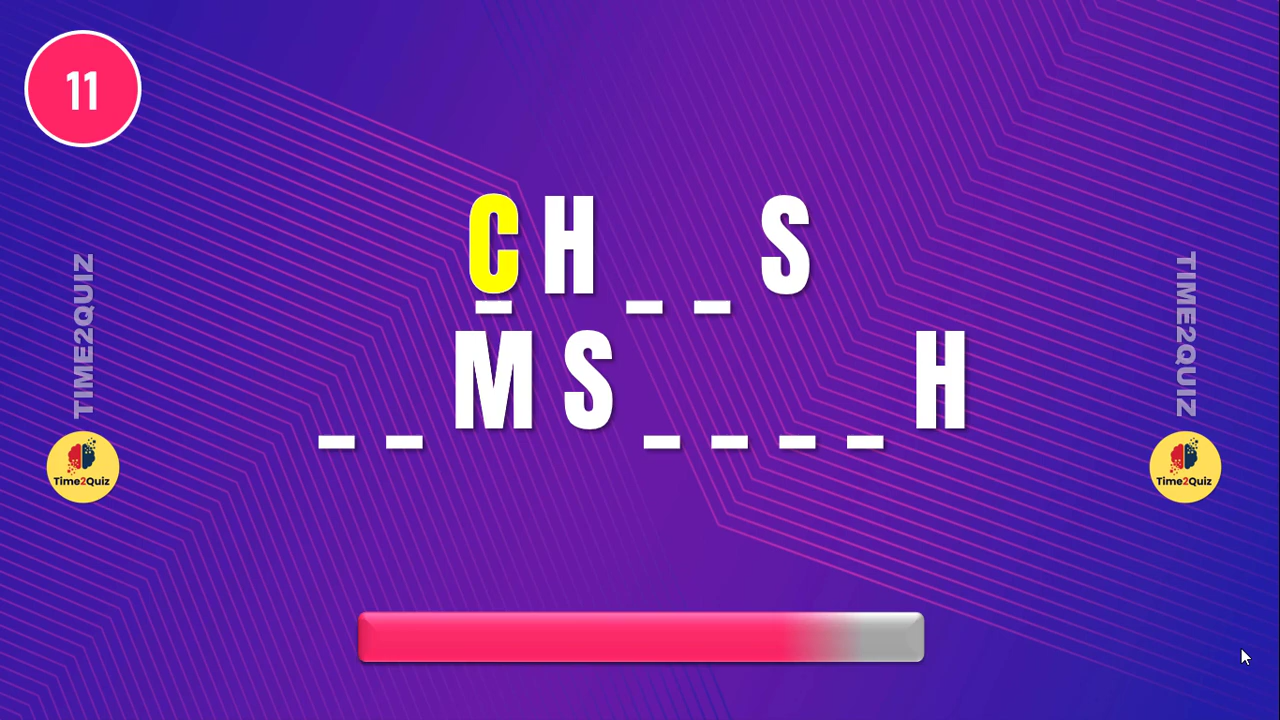 11
C H _ _ S
_ _ M S _ _ _ _ H
TIME2QUIZ
Time2Quiz
TIME2QUIZ
Time2Quiz